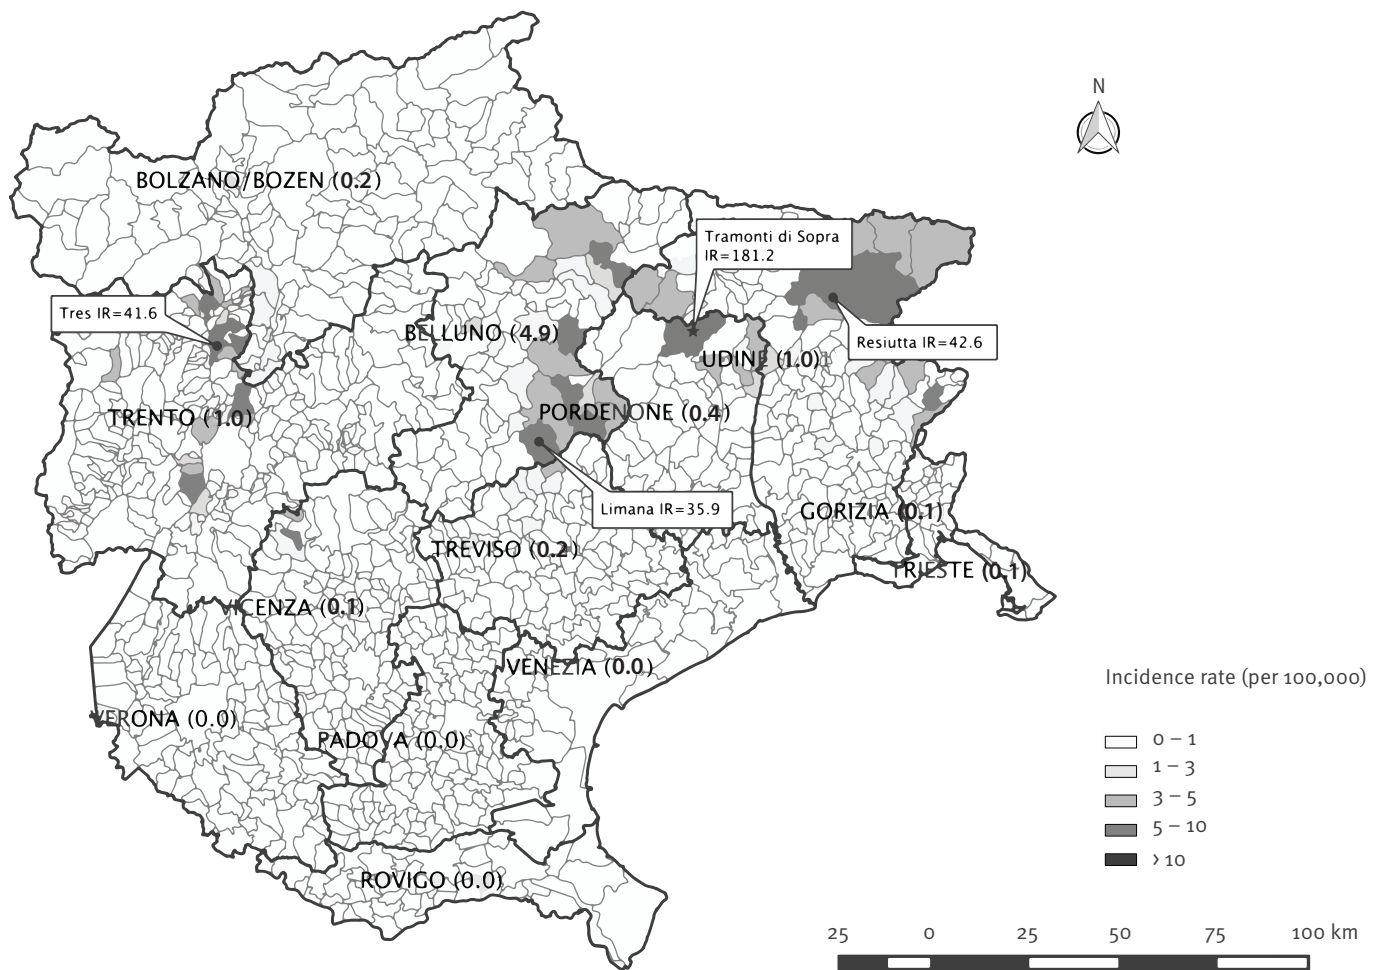 N
BOLZANO/BOZEN (0.2)
Tramonti di Sopra
IR=181.2
Tres IR=41.6
BELLUNO (4.9)
Resiutta IR=42.6
UDINE (1.0)
TRENTO (1.0)
PORDENONE (0.4)
Limana IR=35.9
GORIZIA (0.1)
TREVISO (0.2)
TRIESTE (0.1)
VICENZA (0.1)
VENEZIA (0.0)
Incidence rate (per 100,000)
VERONA (0.0)
PADOVA (0.0)
0 – 1
1 – 3
3 – 5
5 – 10
> 10
ROVIGO (0.0)
25 0 25 50 75 100 km